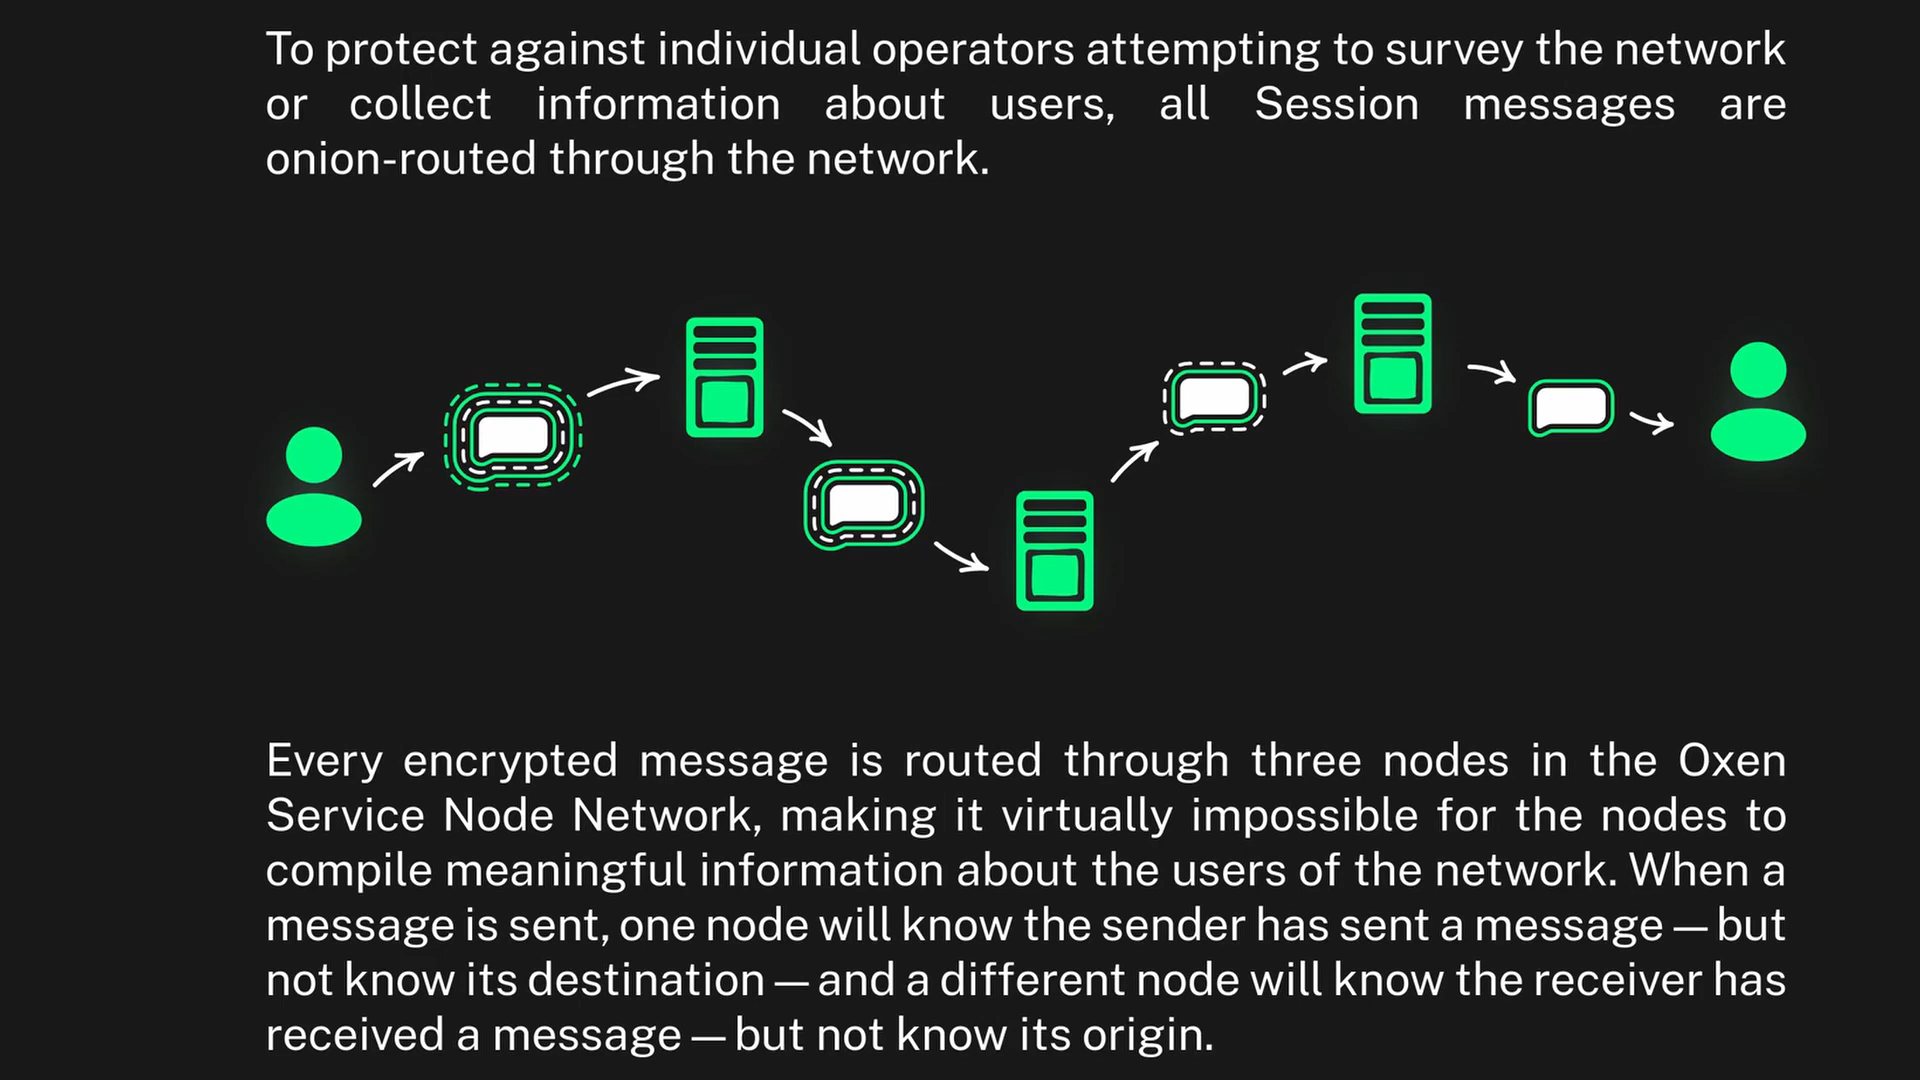 To protect against individual operators attempting to survey the network
or collect information about users, all Session messages are
onion-routed through the network.
Every encrypted message is routed through three nodes in the Oxen
Service Node Network, making it virtually impossible for the nodes to
compile meaningful information about the users of the network. When a
message is sent, one node will know the sender has sent a message — but
not know its destination — and a different node will know the receiver has
received a message — but not know its origin.